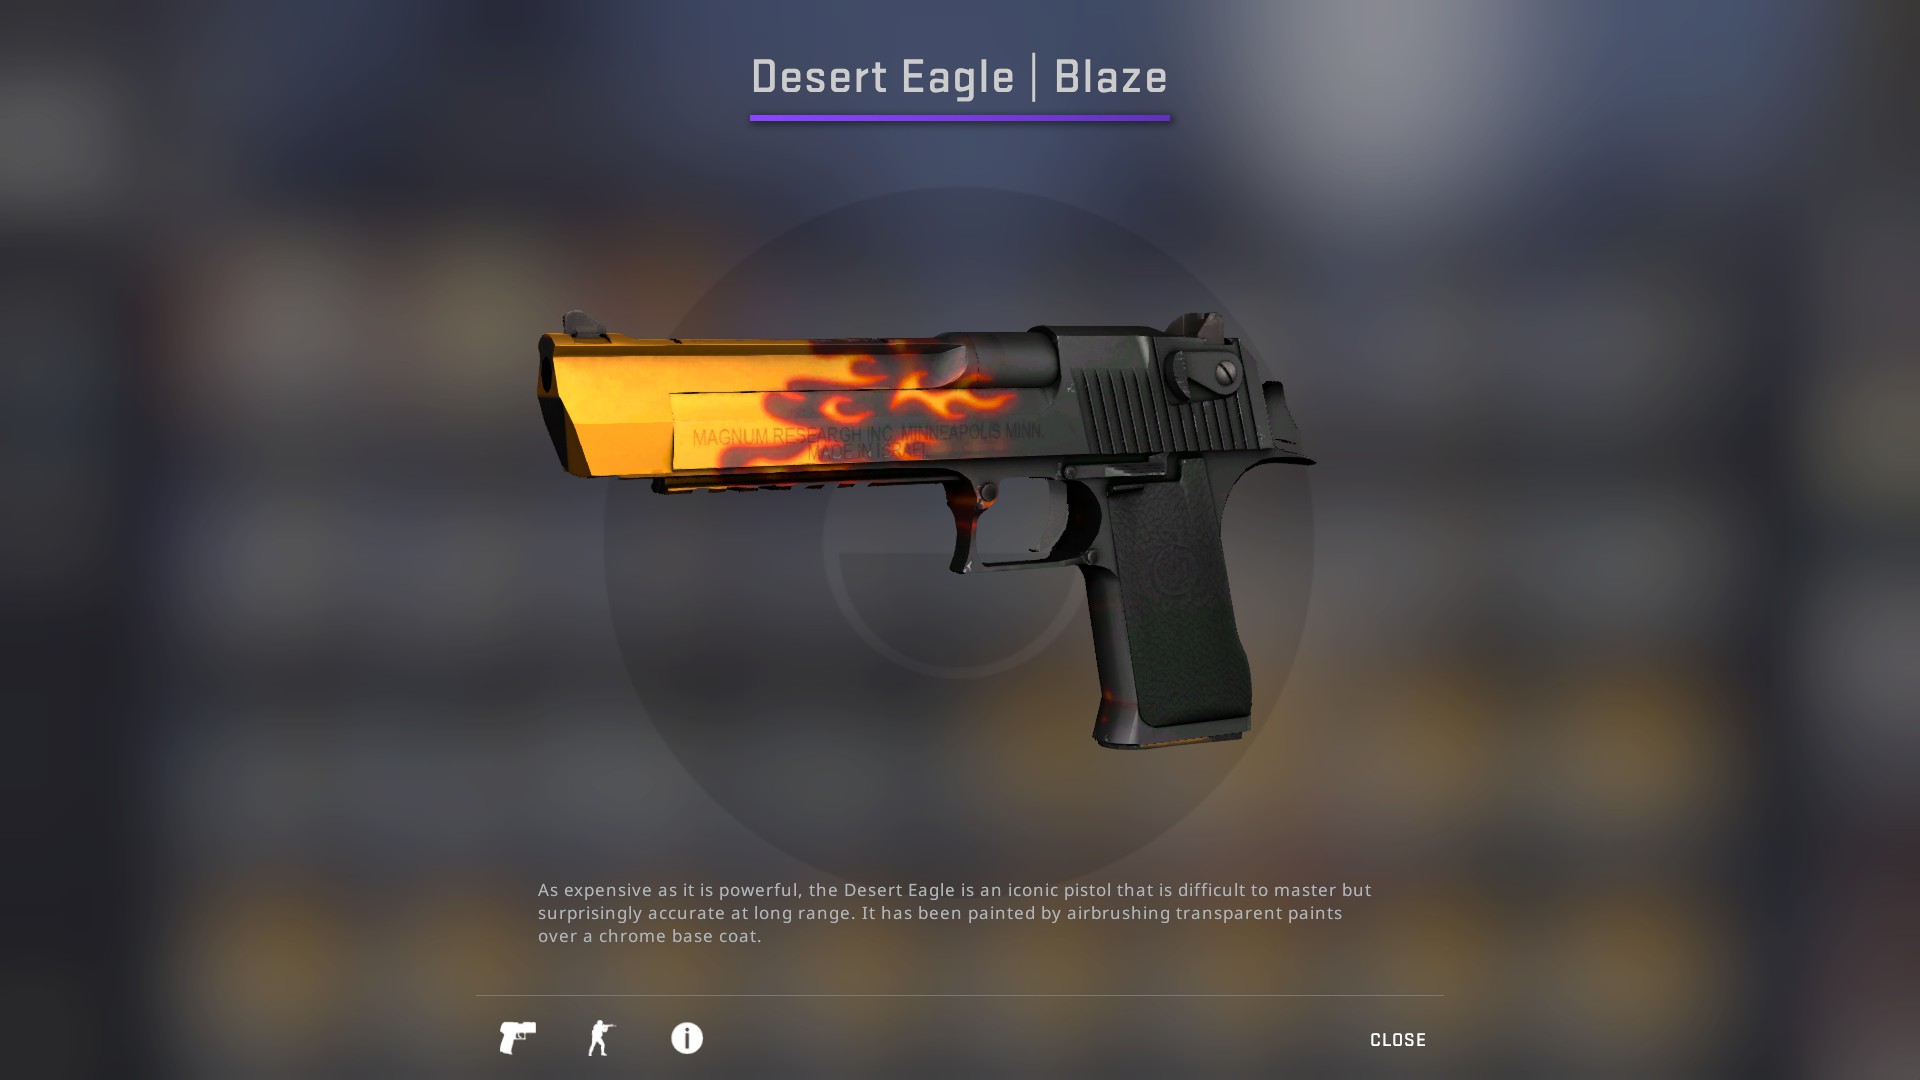 Desert Eagle | Blaze
MAGNUM RESEARGH INC. MINNEAPOLIS MINN.
MADE IN ISRAEL
As expensive as it is powerful, the Desert Eagle is an iconic pistol that is difficult to master but
surprisingly accurate at long range. It has been painted by airbrushing transparent paints
over a chrome base coat.
CLOSE